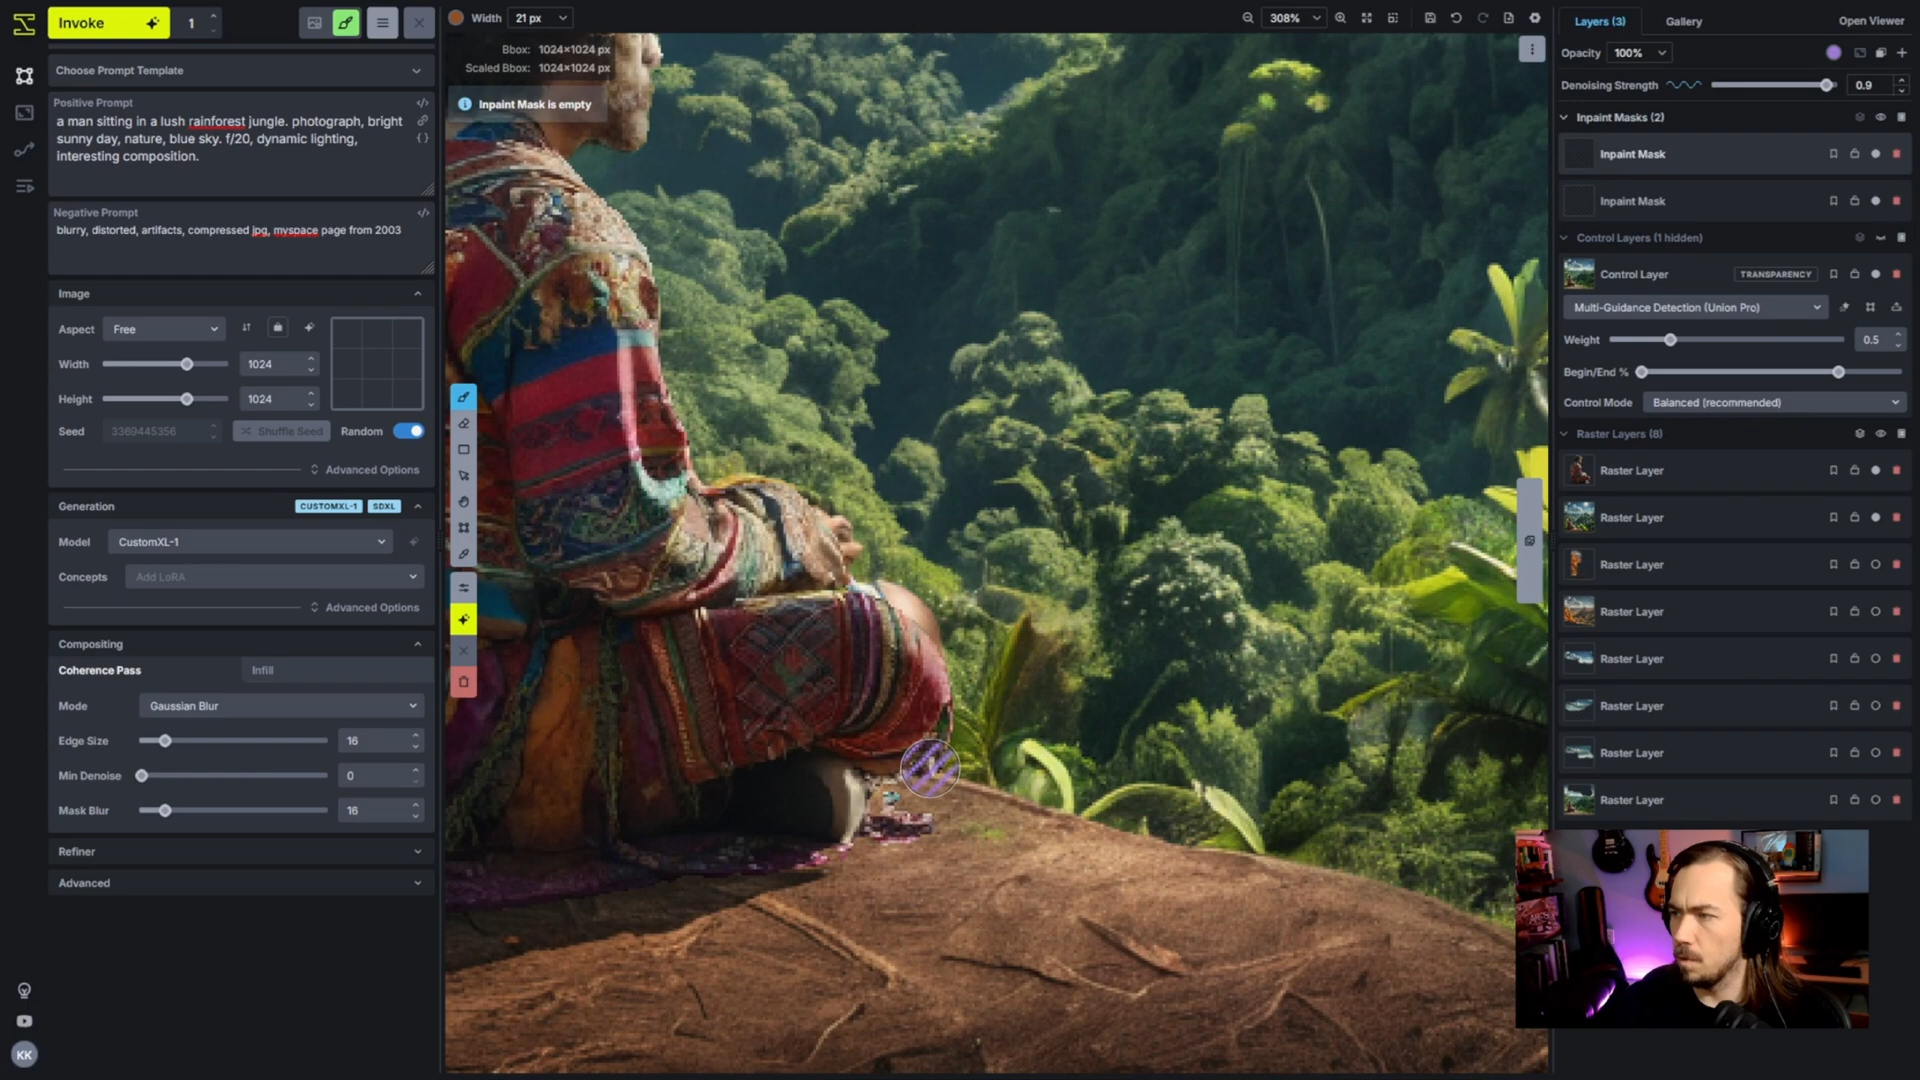 Invoke
1
Width
21 px
308%
Layers (3)
Gallery
Open Viewer
Choose Prompt Template
Positive Prompt
a man sitting in a lush rainforest jungle. photograph, bright
sunny day, nature, blue sky. f/20, dynamic lighting,
interesting composition.
Negative Prompt
blurry, distorted, artifacts, compressed jpg, myspace page from 2003
Image
Aspect
Free
Width
1024
Height
1024
Seed
3369445356
Shuffle Seed
Random
Advanced Options
Generation
CUSTOMXL-1
SDXL
Model
CustomXL-1
Concepts
Add LoRA
Advanced Options
Compositing
Coherence Pass
Infill
Mode
Gaussian Blur
Edge Size
16
Min Denoise
0
Mask Blur
16
Refiner
Advanced
KK
Bbox: 1024×1024 px
Scaled Bbox: 1024×1024 px
Inpaint Mask is empty
Opacity
100%
Denoising Strength
0.9
Inpaint Masks (2)
Inpaint Mask
Inpaint Mask
Control Layers (1 hidden)
Control Layer
TRANSPARENCY
Multi-Guidance Detection (Union Pro)
Weight
0.5
Begin/End %
Control Mode
Balanced (recommended)
Raster Layers (8)
Raster Layer
Raster Layer
Raster Layer
Raster Layer
Raster Layer
Raster Layer
Raster Layer
Raster Layer